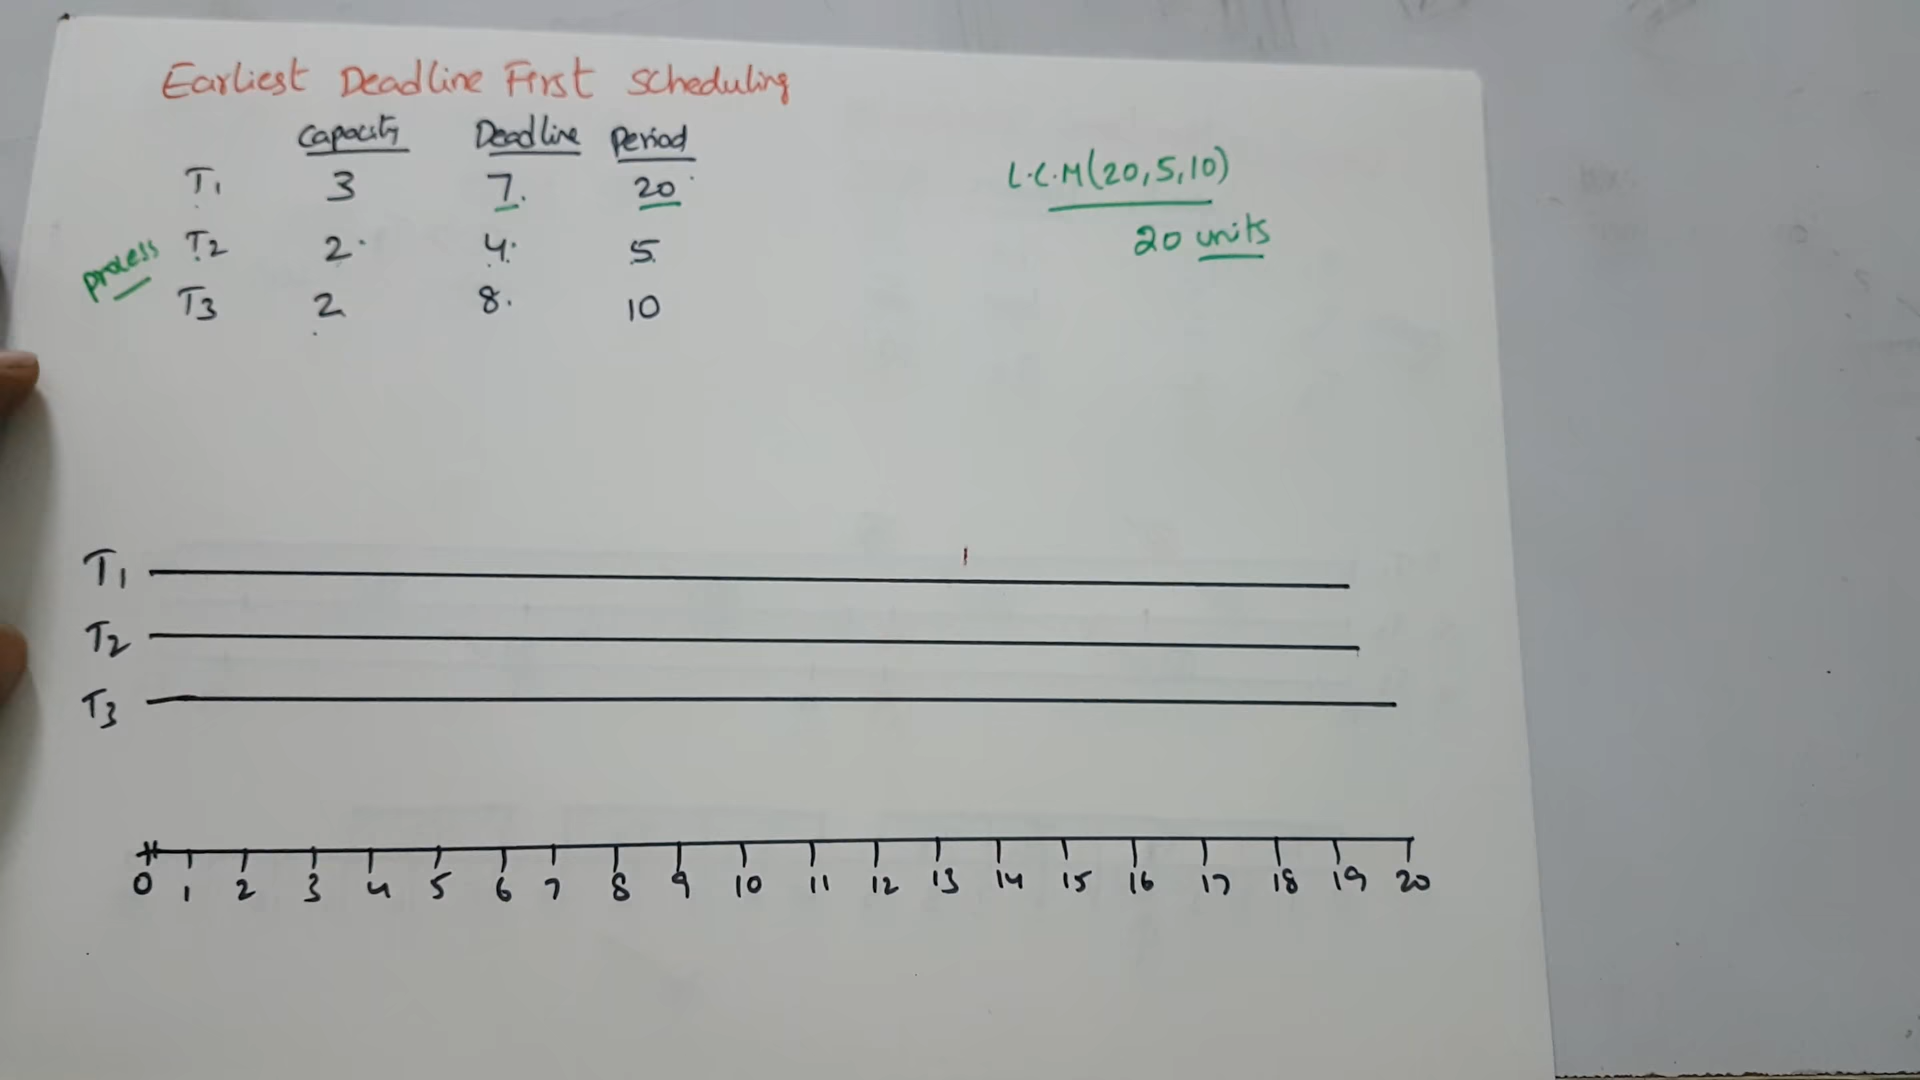 Earliest Deadline First scheduling
Capacity Deadline Period
T1 3 7. 20
process T2 2 4. 5
T3 2 8. 10
L.C.M(20,5,10)
20 units
T1
T2
T3
0 1 2 3 4 5 6 7 8 9 10 11 12 13 14 15 16 17 18 19 20